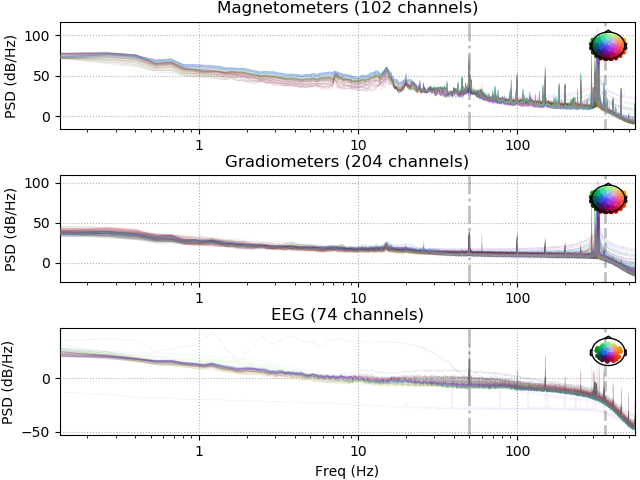 Magnetometers (102 channels)
100
50
0
PSD (dB/Hz)
1 10 100
Gradiometers (204 channels)
100
50
0
PSD (dB/Hz)
1 10 100
EEG (74 channels)
0
−50
PSD (dB/Hz)
1 10 100
Freq (Hz)